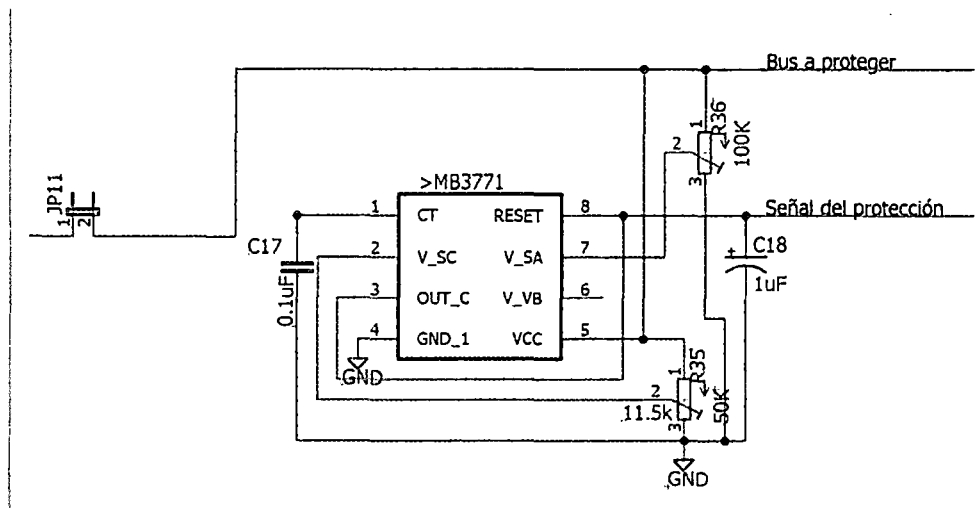 Bus a proteger
1
R36
2
100K
3
JP11
1
2
>MB3771
1 CT RESET 8
Señal del protección
C17
0.1uF
2 V_SC V_SA 7
+ C18
1uF
3 OUT_C V_VB 6
4 GND_1 VCC 5
GND
1
R35
2
11.5k
50K
3
GND